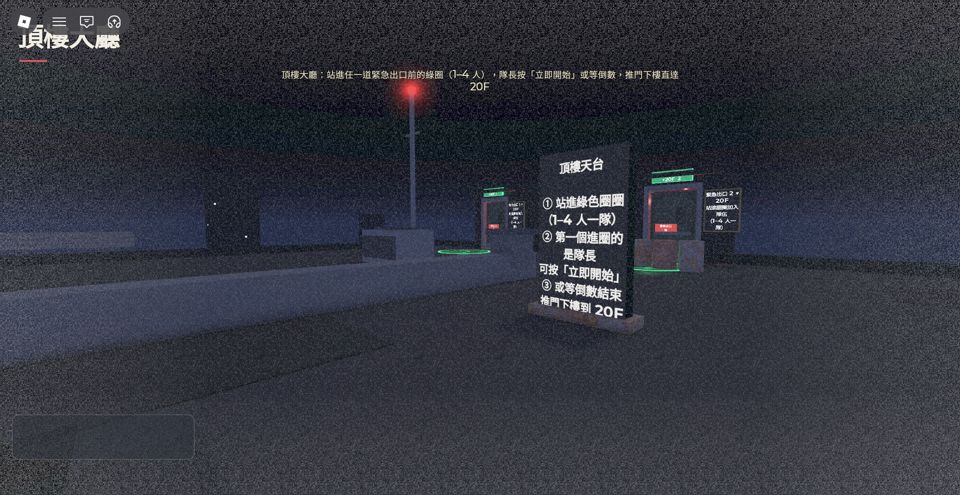 頂樓大廳
頂樓大廳：站進任一道緊急出口前的綠圈（1–4 人），隊長按「立即開始」或等倒數，推門下樓直達
20F
頂樓天台
① 站進綠色圈圈
（1–4 人一隊）
② 第一個進圈的
是隊長
可按「立即開始」
③ 或等倒數結束
推門下樓到 20F
緊急出口 2
20F
（1–4 人一
隊）